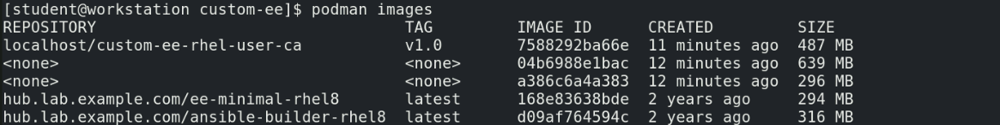 [student@workstation custom-ee]$ podman images
REPOSITORY TAG IMAGE ID CREATED SIZE
localhost/custom-ee-rhel-user-ca v1.0 7588292ba66e 11 minutes ago 487 MB
<none> <none> 04b6988e1bac 12 minutes ago 639 MB
<none> <none> a386c6a4a383 12 minutes ago 296 MB
hub.lab.example.com/ee-minimal-rhel8 latest 168e83638bde 2 years ago 294 MB
hub.lab.example.com/ansible-builder-rhel8 latest d09af764594c 2 years ago 316 MB